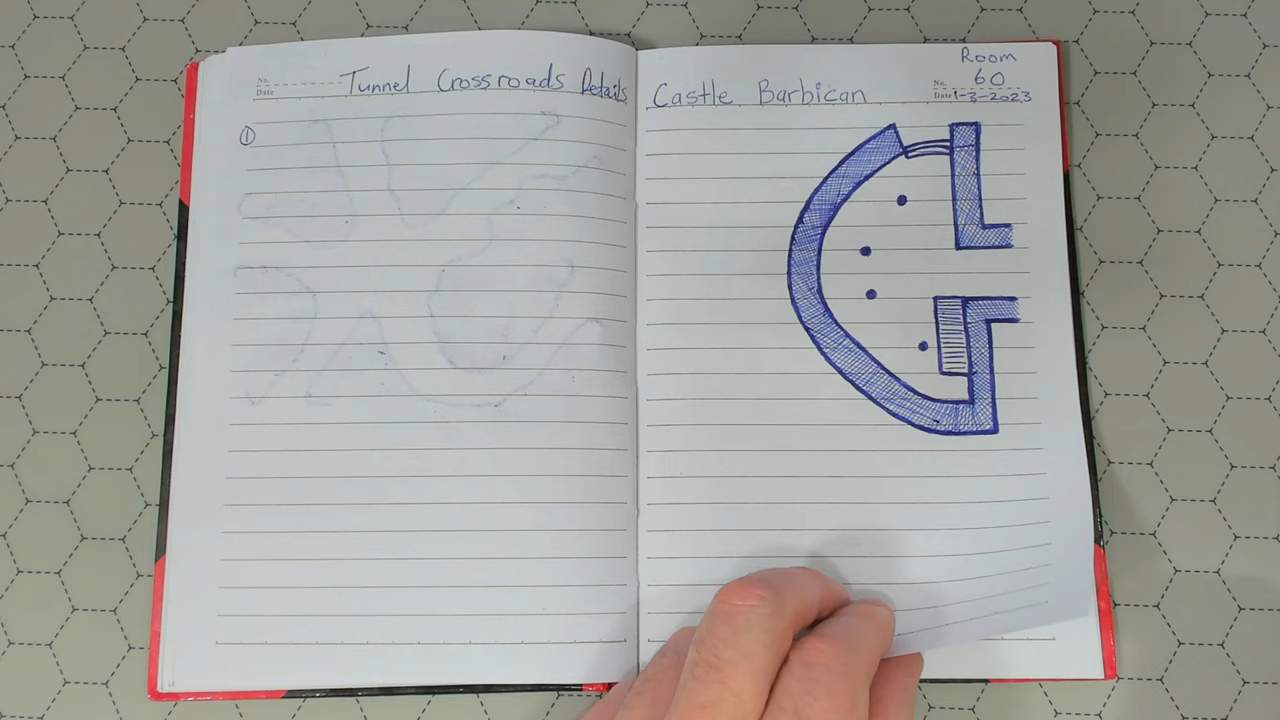 No.
Date
Tunnel Crossroads Details
①
Castle Barbican
Room
No. 60
Date 1-3-2023